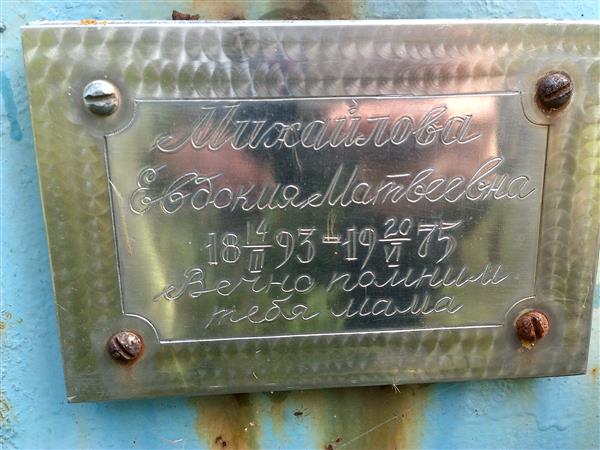 Михайлова
Евдокия Матвеевна
18 14/II 93 - 19 20/VI 75
Вечно помним
тебя мама